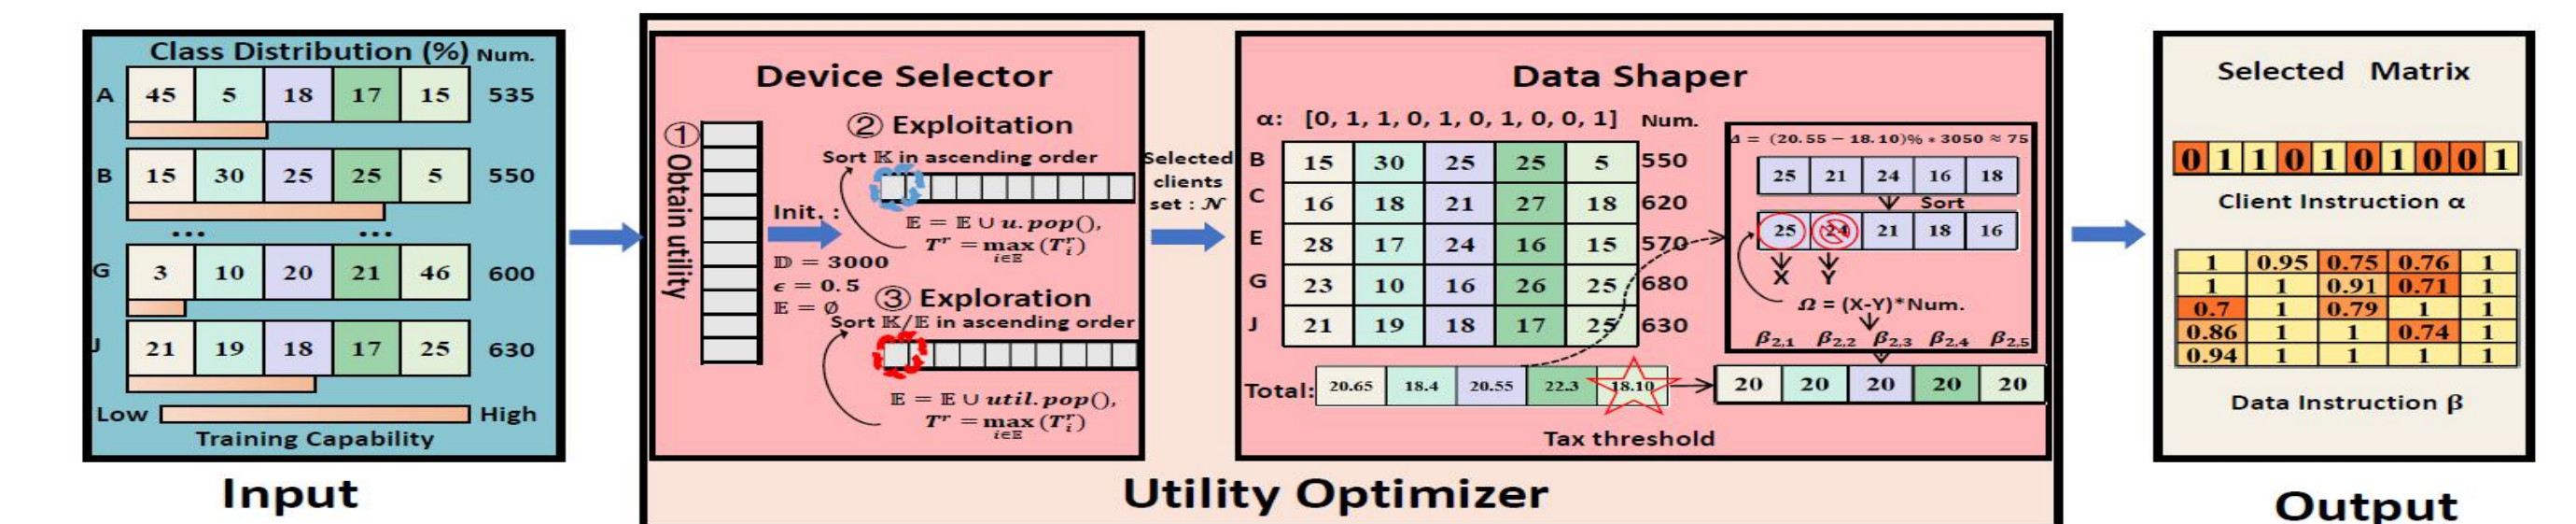 Class Distribution (%) Num.
A 45 5 18 17 15 535
B 15 30 25 25 5 550
... ...
G 3 10 20 21 46 600
J 21 19 18 17 25 630
Low High
Training Capability
Input
Device Selector
① Obtain utility
Init. :
𝔻 = 3000
ϵ = 0.5
𝔼 = ∅
② Exploitation
Sort 𝕂 in ascending order
𝔼 = 𝔼 ∪ u.pop(),
Tʳ = max (Tᵢʳ)
i∈𝔼
③ Exploration
Sort 𝕂/𝔼 in ascending order
𝔼 = 𝔼 ∪ util.pop(),
Tʳ = max (Tᵢʳ)
i∈𝔼
Selected
clients
set : 𝒩
Data Shaper
α: [0, 1, 1, 0, 1, 0, 1, 0, 0, 1] Num.
B 15 30 25 25 5 550
C 16 18 21 27 18 620
E 28 17 24 16 15 570
G 23 10 16 26 25 680
J 21 19 18 17 25 630
Total: 20.65 18.4 20.55 22.3 18.10
Δ = (20.55 − 18.10)% * 3050 ≈ 75
25 21 24 16 18
Sort
25 24 21 18 16
X Y
Ω = (X-Y)*Num.
β₂,₁ β₂,₂ β₂,₃ β₂,₄ β₂,₅
20 20 20 20 20
Tax threshold
Utility Optimizer
Selected Matrix
0 1 1 0 1 0 1 0 0 1
Client Instruction α
1 0.95 0.75 0.76 1
1 1 0.91 0.71 1
0.7 1 0.79 1 1
0.86 1 1 0.74 1
0.94 1 1 1 1
Data Instruction β
Output